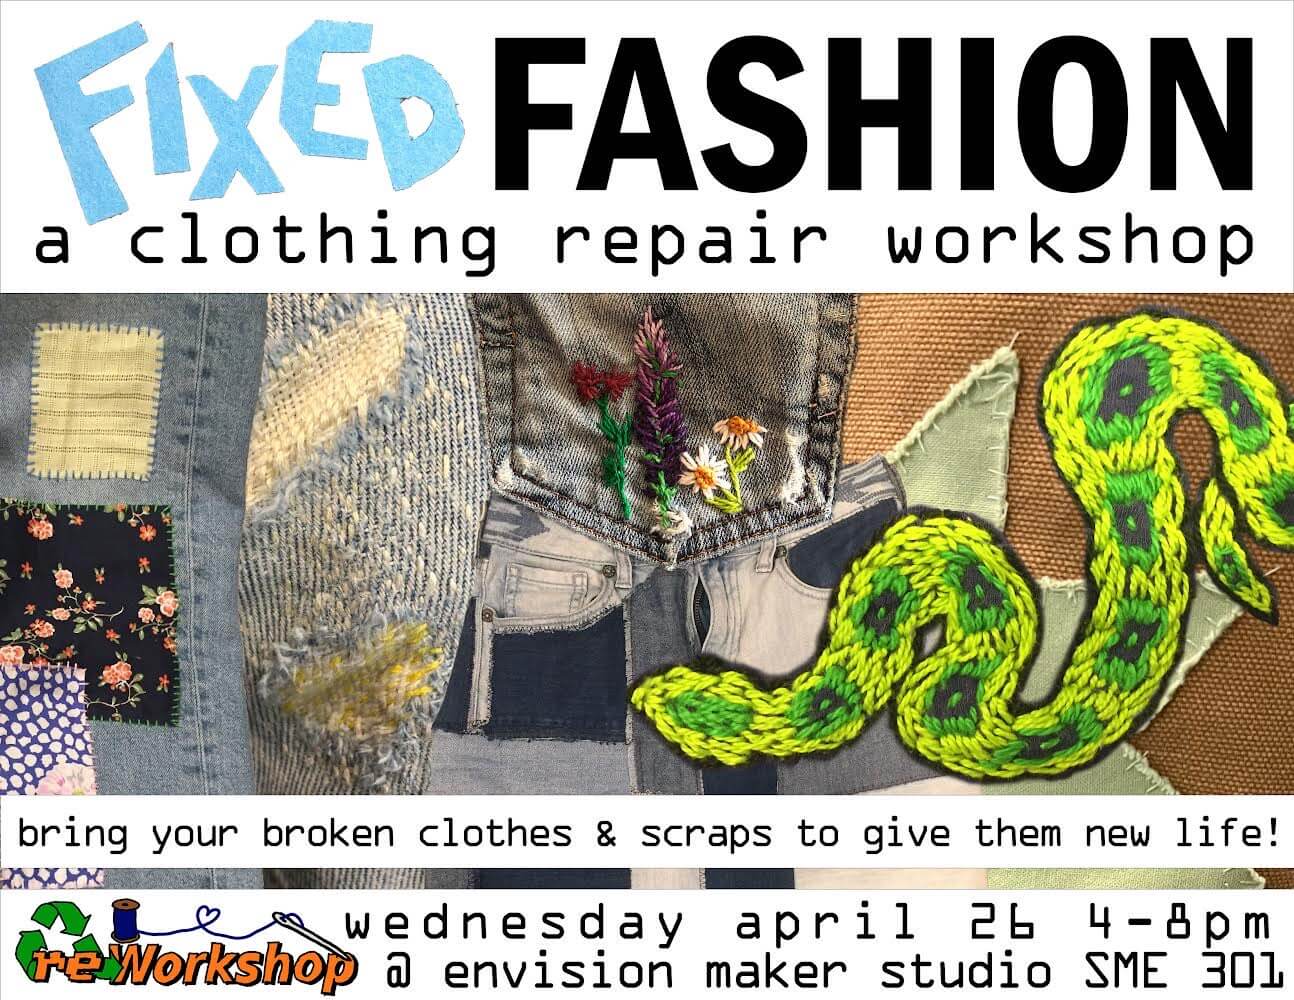 FIXED FASHION
a clothing repair workshop
bring your broken clothes & scraps to give them new life!
reWorkshop
wednesday april 26 4-8pm
@ envision maker studio SME 301